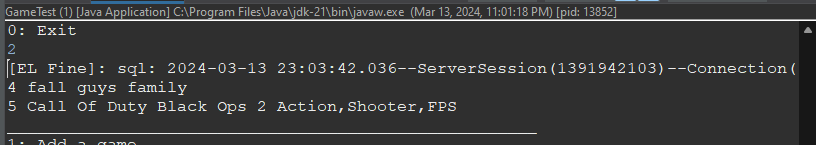 GameTest (1) [Java Application] C:\Program Files\Java\jdk-21\bin\javaw.exe (Mar 13, 2024, 11:01:18 PM) [pid: 13852]
0: Exit
2
[EL Fine]: sql: 2024-03-13 23:03:42.036--ServerSession(1391942103)--Connection(
4 fall guys family
5 Call Of Duty Black Ops 2 Action,Shooter,FPS
1: Add a game